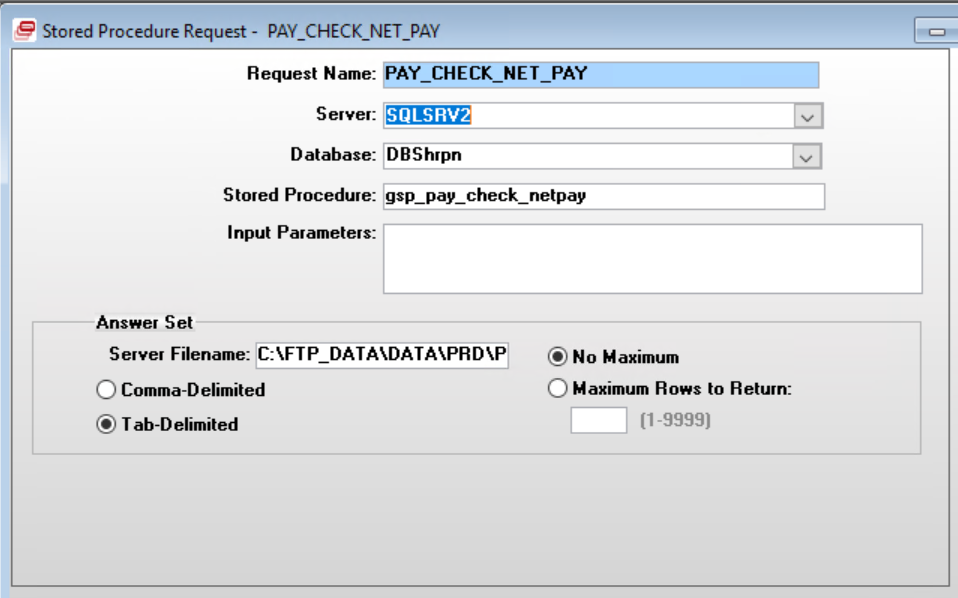 Stored Procedure Request - PAY_CHECK_NET_PAY
Request Name: PAY_CHECK_NET_PAY
Server: SQLSRV2
Database: DBShrpn
Stored Procedure: gsp_pay_check_netpay
Input Parameters:
Answer Set
Server Filename: C:\FTP_DATA\DATA\PRD\P
No Maximum
Comma-Delimited
Maximum Rows to Return:
Tab-Delimited
(1-9999)